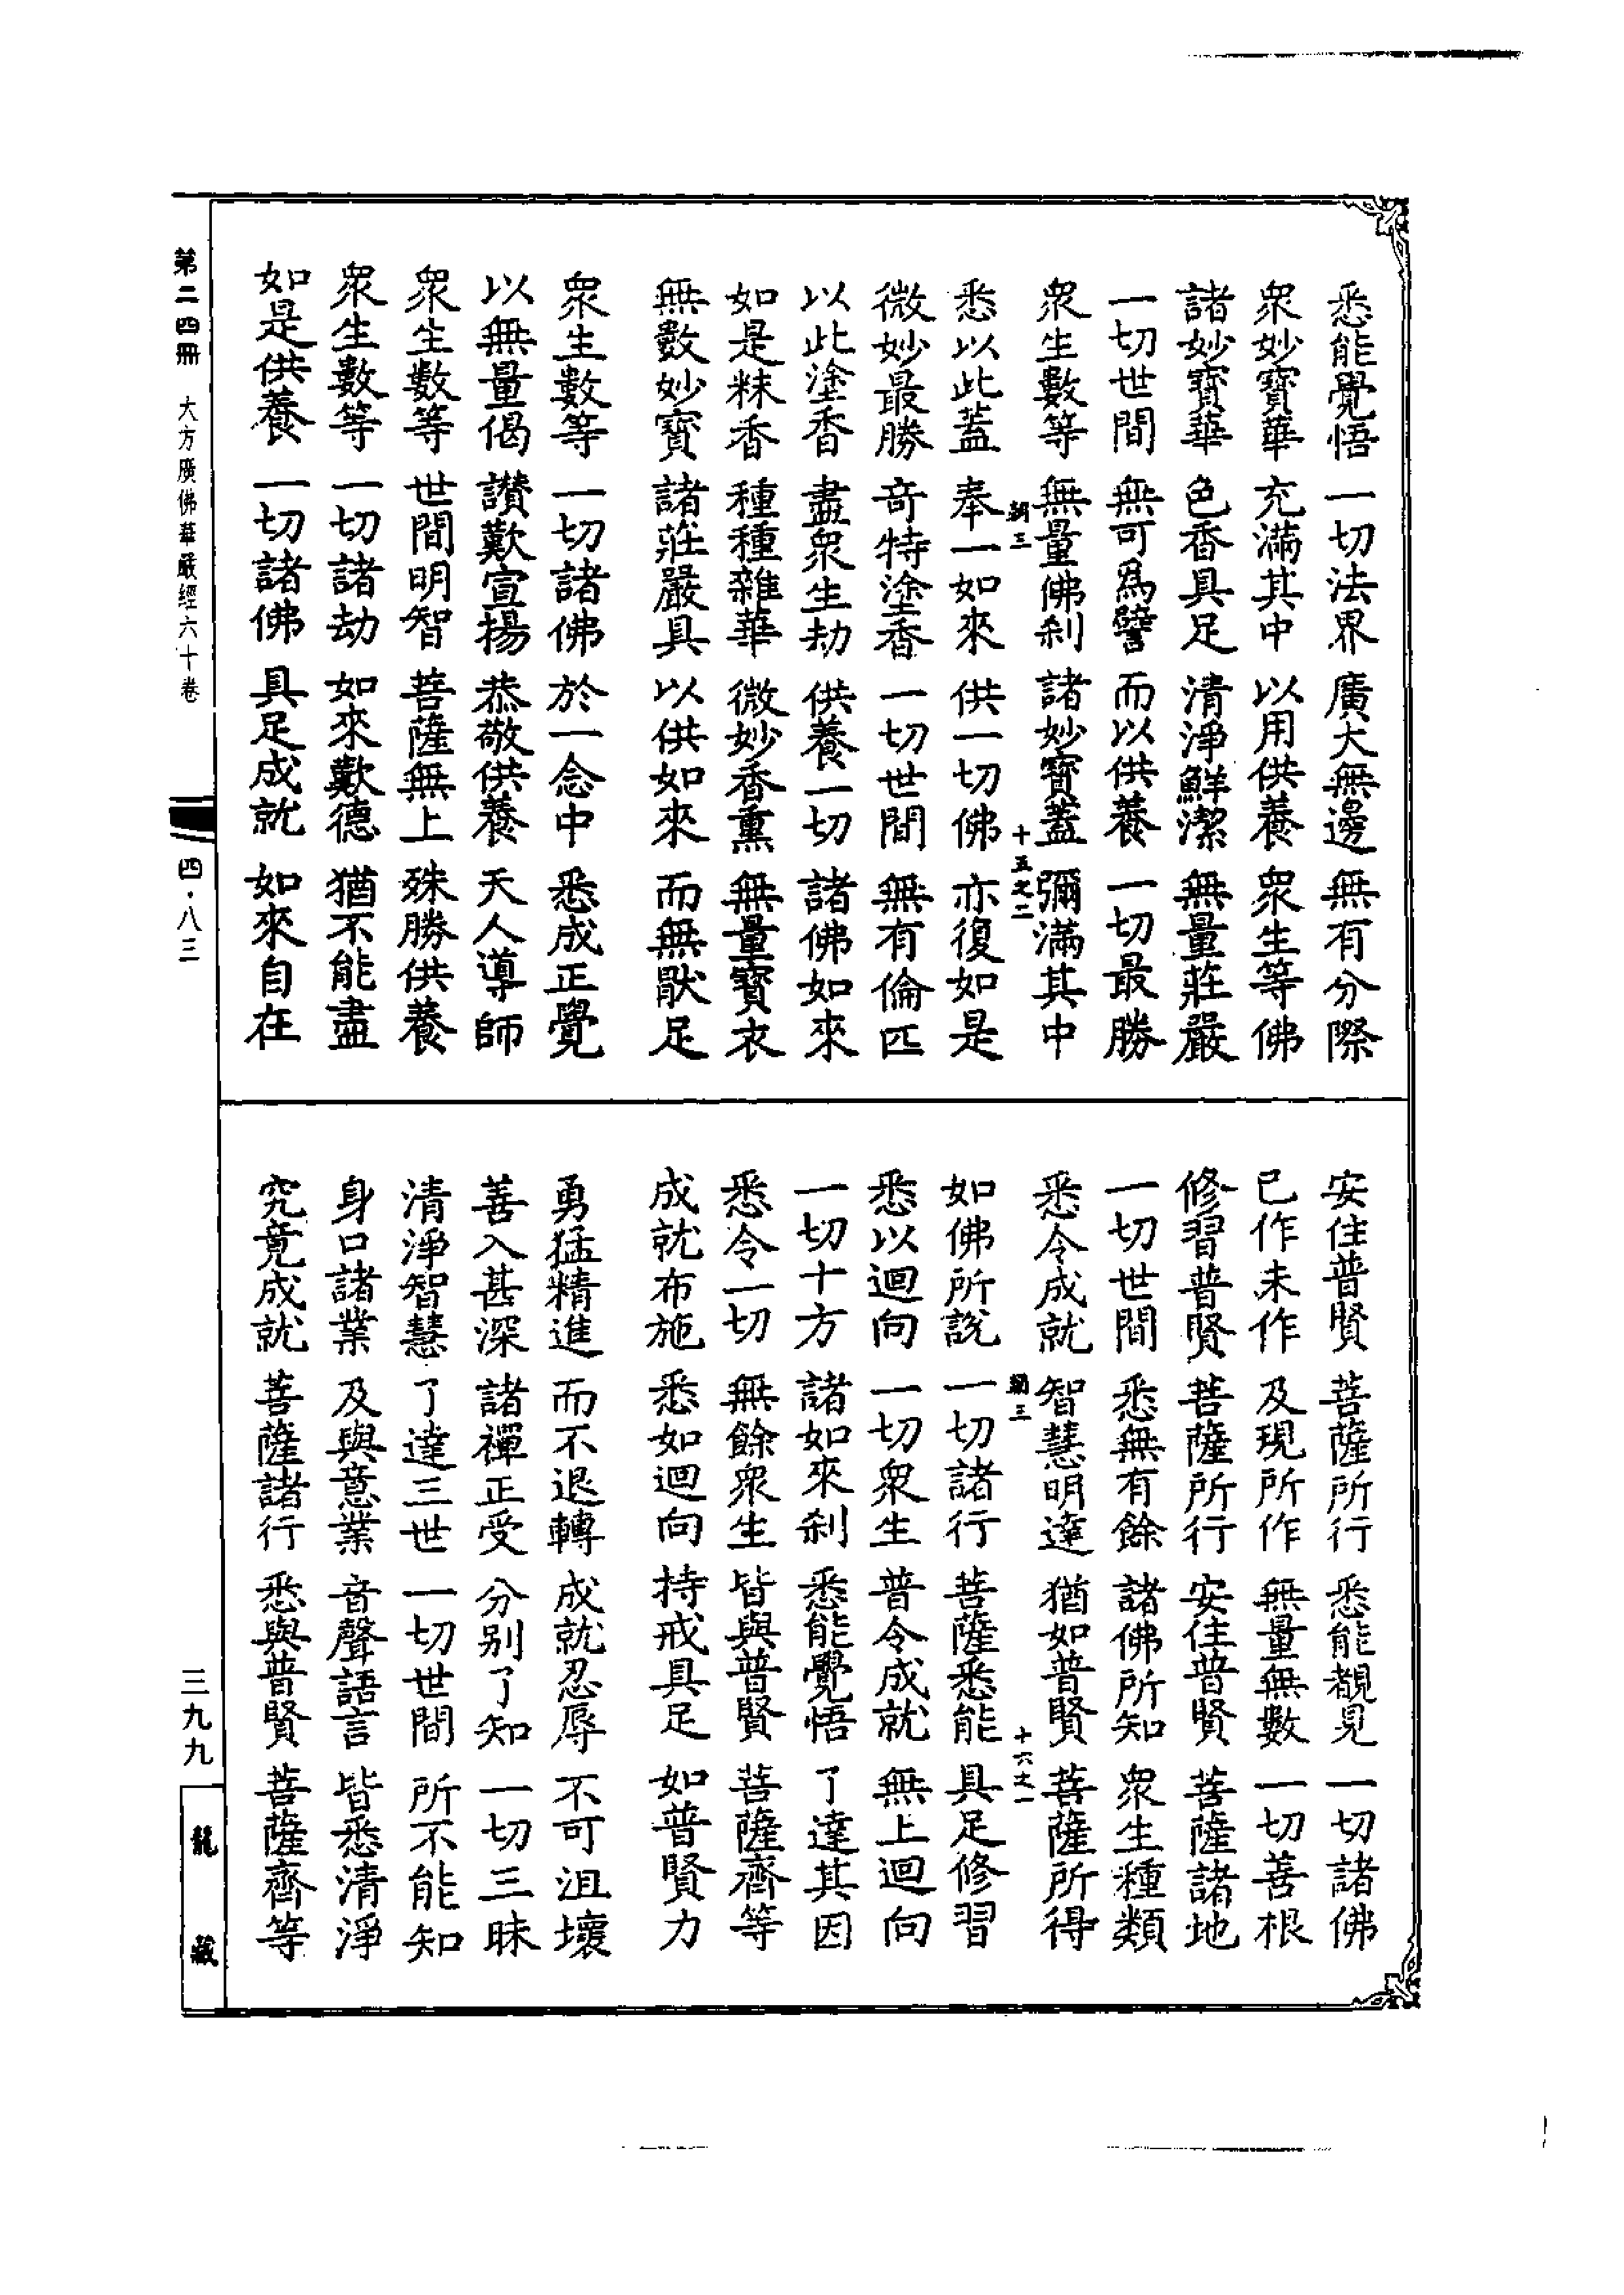 悉能覺悟 一切法界 廣大無邊 無有分際
衆妙寶華 充滿其中 以用供養 衆生等佛
諸妙寶華 色香具足 清淨鮮潔 無量莊嚴
一切世間 無可爲譬 而以供養 一切最勝
衆生數等 無量佛刹 諸妙寶蓋 彌滿其中
三 十五之二
悉以此蓋 奉一如來 供一切佛 亦復如是
微妙最勝 奇特塗香 一切世間 無有倫匹
以此塗香 盡衆生劫 供養一切 諸佛如來
如是粖香 種種雜華 微妙香熏 無量寶衣
無數妙寶 諸莊嚴具 以供如來 而無猒足
衆生數等 一切諸佛 於一念中 悉成正覺
以無量偈 讃歎宣揚 恭敬供養 天人導師
衆生數等 世間明智 菩薩無上 殊勝供養
衆生數等 一切諸劫 如來歎德 猶不能盡
如是供養 一切諸佛 具足成就 如來自在
安住普賢 菩薩所行 悉能覩見 一切諸佛
已作未作 及現所作 無量無數 一切善根
修習普賢 菩薩所行 安住普賢 菩薩諸地
一切世間 悉無有餘 諸佛所知 衆生種類
悉令成就 智慧明達 猶如普賢 菩薩所得
三 十六之一
如佛所説 一切諸行 菩薩悉能 具足修習
悉以迴向 一切衆生 普令成就 無上迴向
一切十方 諸如來刹 悉能覺悟 了達其因
悉令一切 無餘衆生 皆與普賢 菩薩齊等
成就布施 悉如迴向 持戒具足 如普賢力
勇猛精進 而不退轉 成就忍辱 不可沮壞
善入甚深 諸禪正受 分别了知 一切三昧
清淨智慧 了達三世 一切世間 所不能知
身口諸業 及與意業 音聲語言 皆悉清淨
究竟成就 菩薩諸行 悉與普賢 菩薩齊等
第二四冊 大方廣佛華嚴經六十卷 四·八三
三九九
龍藏